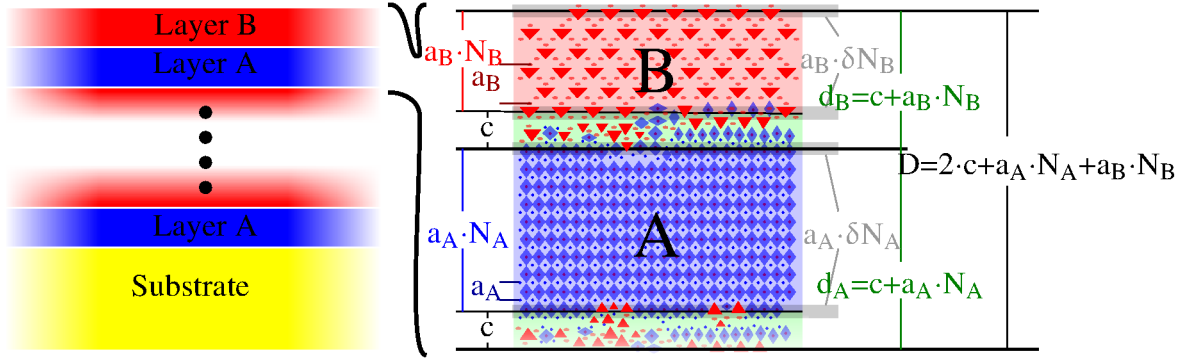 Layer B
Layer A
Layer A
Substrate
a_B·N_B
a_B
c
a_A·N_A
a_A
c
B
A
a_B·δN_B
d_B=c+a_B·N_B
D=2·c+a_A·N_A+a_B·N_B
a_A·δN_A
d_A=c+a_A·N_A